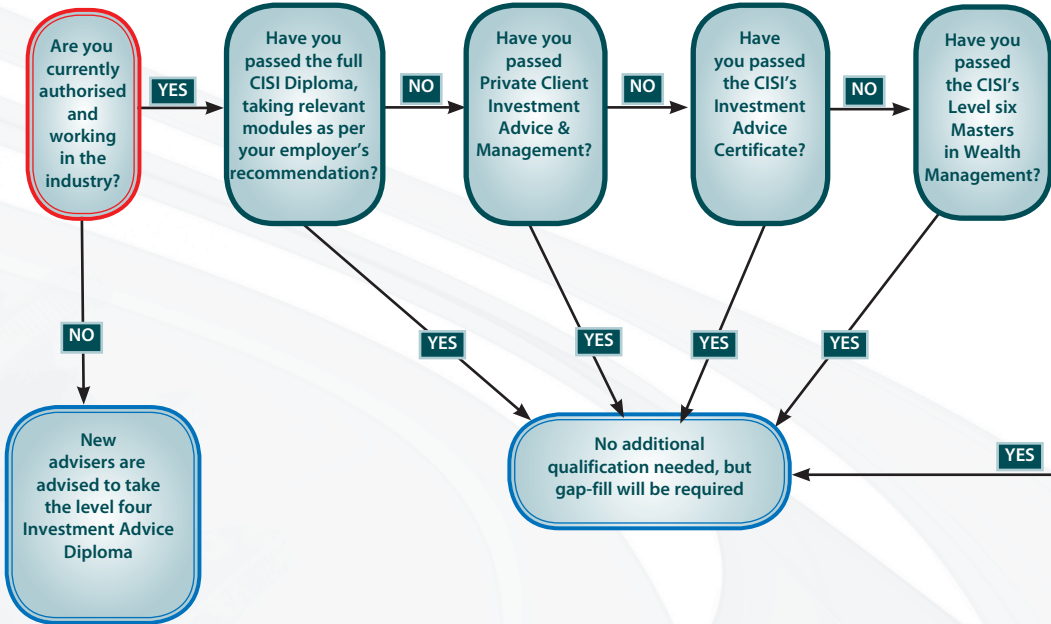 Are you
currently
authorised
and
working
in the
industry?
YES
Have you
passed the full
CISI Diploma,
taking relevant
modules as per
your employer's
recommendation?
NO
Have you
passed
Private Client
Investment
Advice &
Management?
NO
Have
you passed
the CISI's
Investment
Advice
Certificate?
NO
Have you
passed
the CISI's
Level six
Masters
in Wealth
Management?
NO
YES
YES
YES
YES
New
advisers are
advised to take
the level four
Investment Advice
Diploma
No additional
qualification needed, but
gap-fill will be required
YES